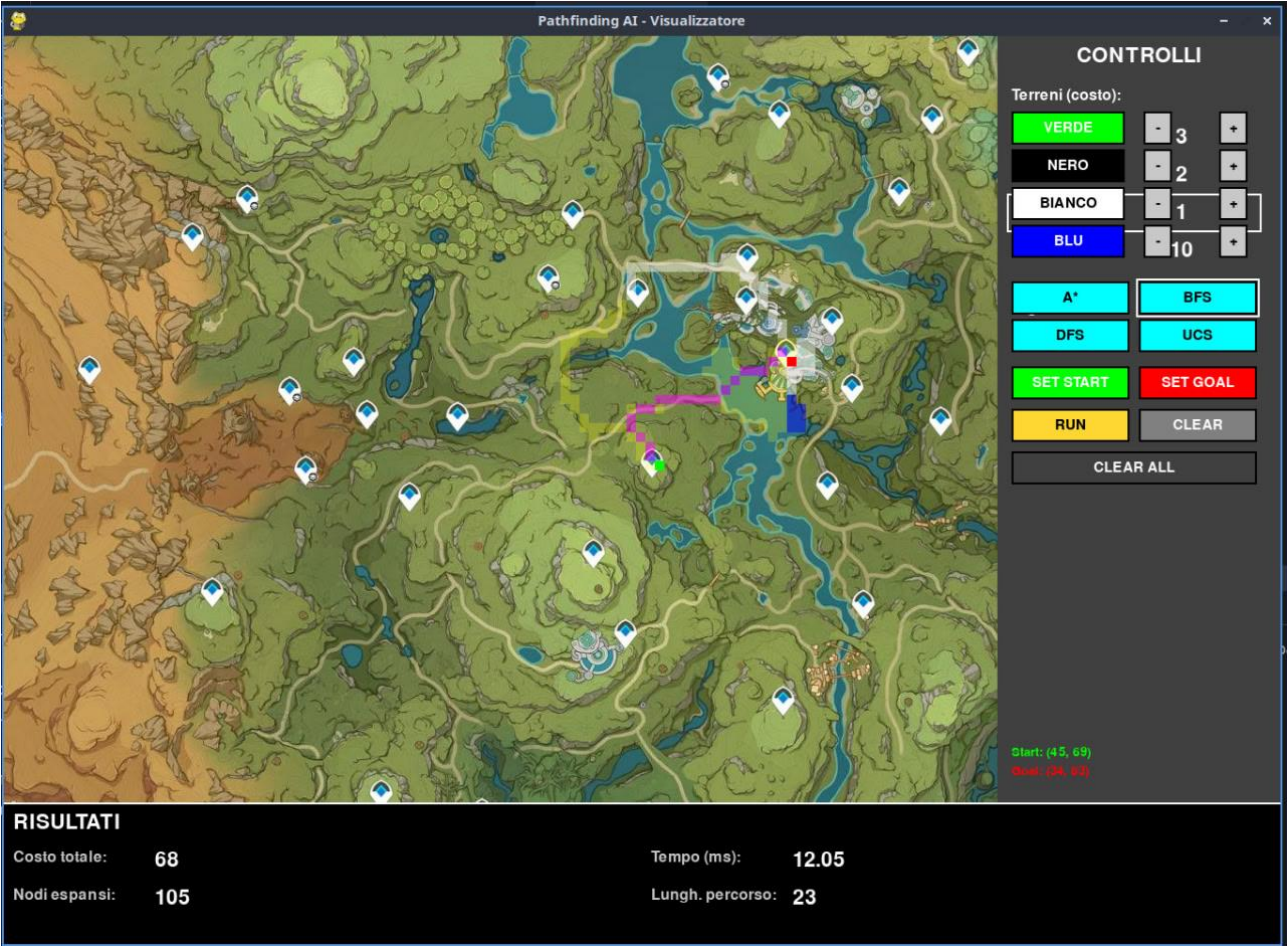 Pathfinding AI - Visualizzatore
CONTROLLI
Terreni (costo):
VERDE - 3 +
NERO - 2 +
BIANCO - 1 +
BLU - 10 +
A* BFS
DFS UCS
SET START SET GOAL
RUN CLEAR
CLEAR ALL
Start: (45, 69)
RISULTATI
Costo totale: 68 Tempo (ms): 12.05
Nodi espansi: 105 Lungh. percorso: 23